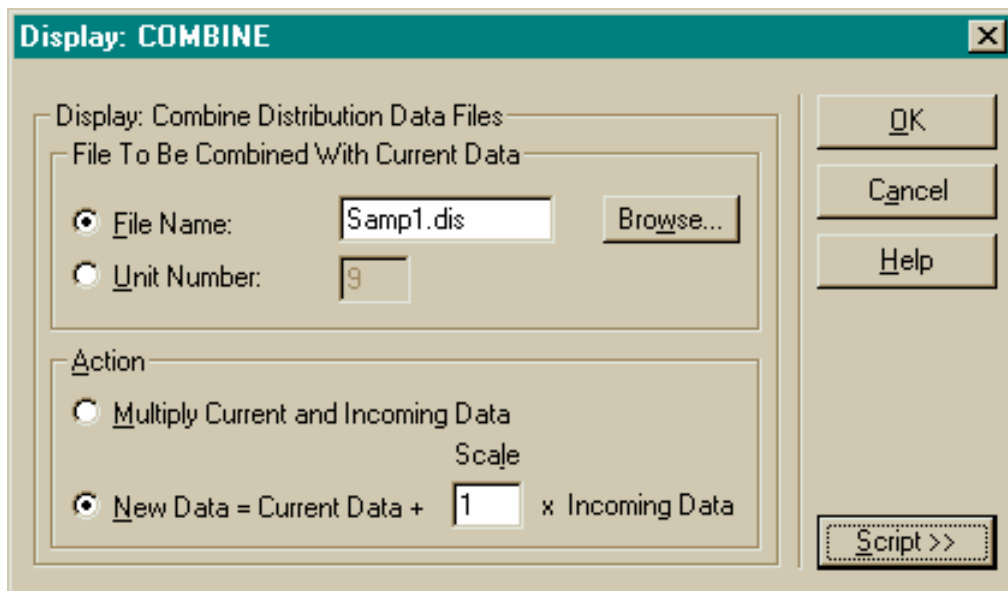 Display: COMBINE
Display: Combine Distribution Data Files
File To Be Combined With Current Data
File Name: Samp1.dis Browse...
Unit Number: 9
Action
Multiply Current and Incoming Data
Scale
New Data = Current Data + 1 x Incoming Data
OK
Cancel
Help
Script >>